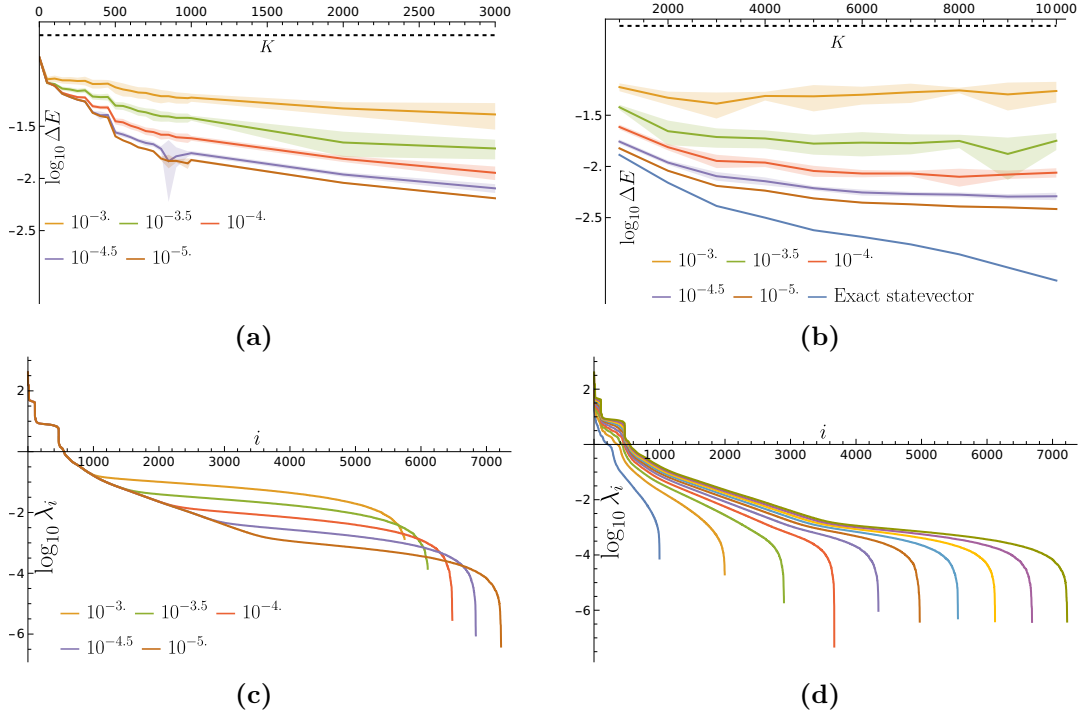 0 500 1000 1500 2000 2500 3000
K
−1.5
−2.0
−2.5
log₁₀ ΔE
10^{-3.} 10^{-3.5} 10^{-4.}
10^{-4.5} 10^{-5.}
(a)
2000 4000 6000 8000 10 000
K
−1.5
−2.0
−2.5
log₁₀ ΔE
10^{-3.} 10^{-3.5} 10^{-4.}
10^{-4.5} 10^{-5.} Exact statevector
(b)
2
i
1000 2000 3000 4000 5000 6000 7000
−2
−4
−6
log₁₀ λᵢ
10^{-3.} 10^{-3.5} 10^{-4.}
10^{-4.5} 10^{-5.}
(c)
2
i
1000 2000 3000 4000 5000 6000 7000
−2
−4
−6
log₁₀ λᵢ
(d)